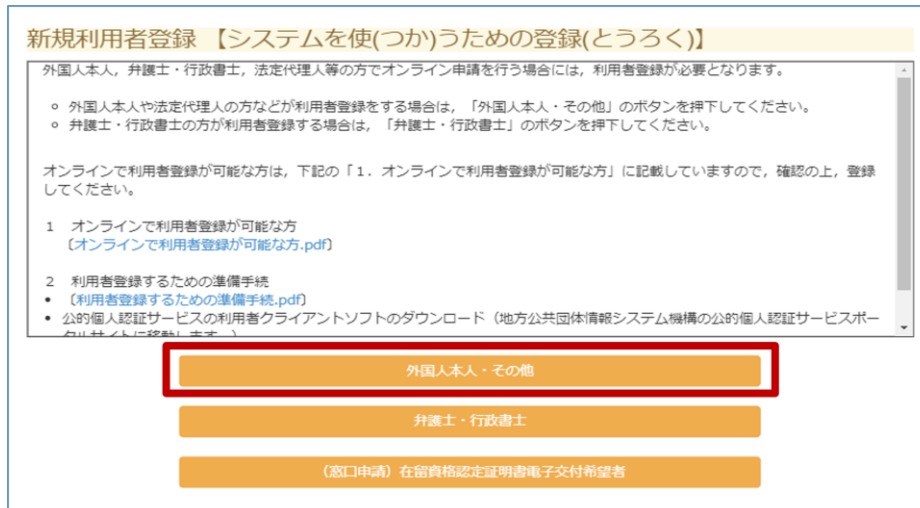 新規利用者登録 【システムを使(つか)うための登録(とうろく)】
外国人本人，弁護士・行政書士，法定代理人等の方でオンライン申請を行う場合には，利用者登録が必要となります。
○ 外国人本人や法定代理人の方などが利用者登録をする場合は，「外国人本人・その他」のボタンを押下してください。
○ 弁護士・行政書士の方が利用者登録する場合は，「弁護士・行政書士」のボタンを押下してください。
オンラインで利用者登録が可能な方は，下記の「１．オンラインで利用者登録が可能な方」に記載していますので，確認の上，登録
してください。
１ オンラインで利用者登録が可能な方
〔オンラインで利用者登録が可能な方.pdf〕
２ 利用者登録するための準備手続
• 〔利用者登録するための準備手続.pdf〕
• 公的個人認証サービスの利用者クライアントソフトのダウンロード（地方公共団体情報システム機構の公的個人認証サービスポー
タルサイトに移動します。）
外国人本人・その他
弁護士・行政書士
（窓口申請）在留資格認定証明書電子交付希望者